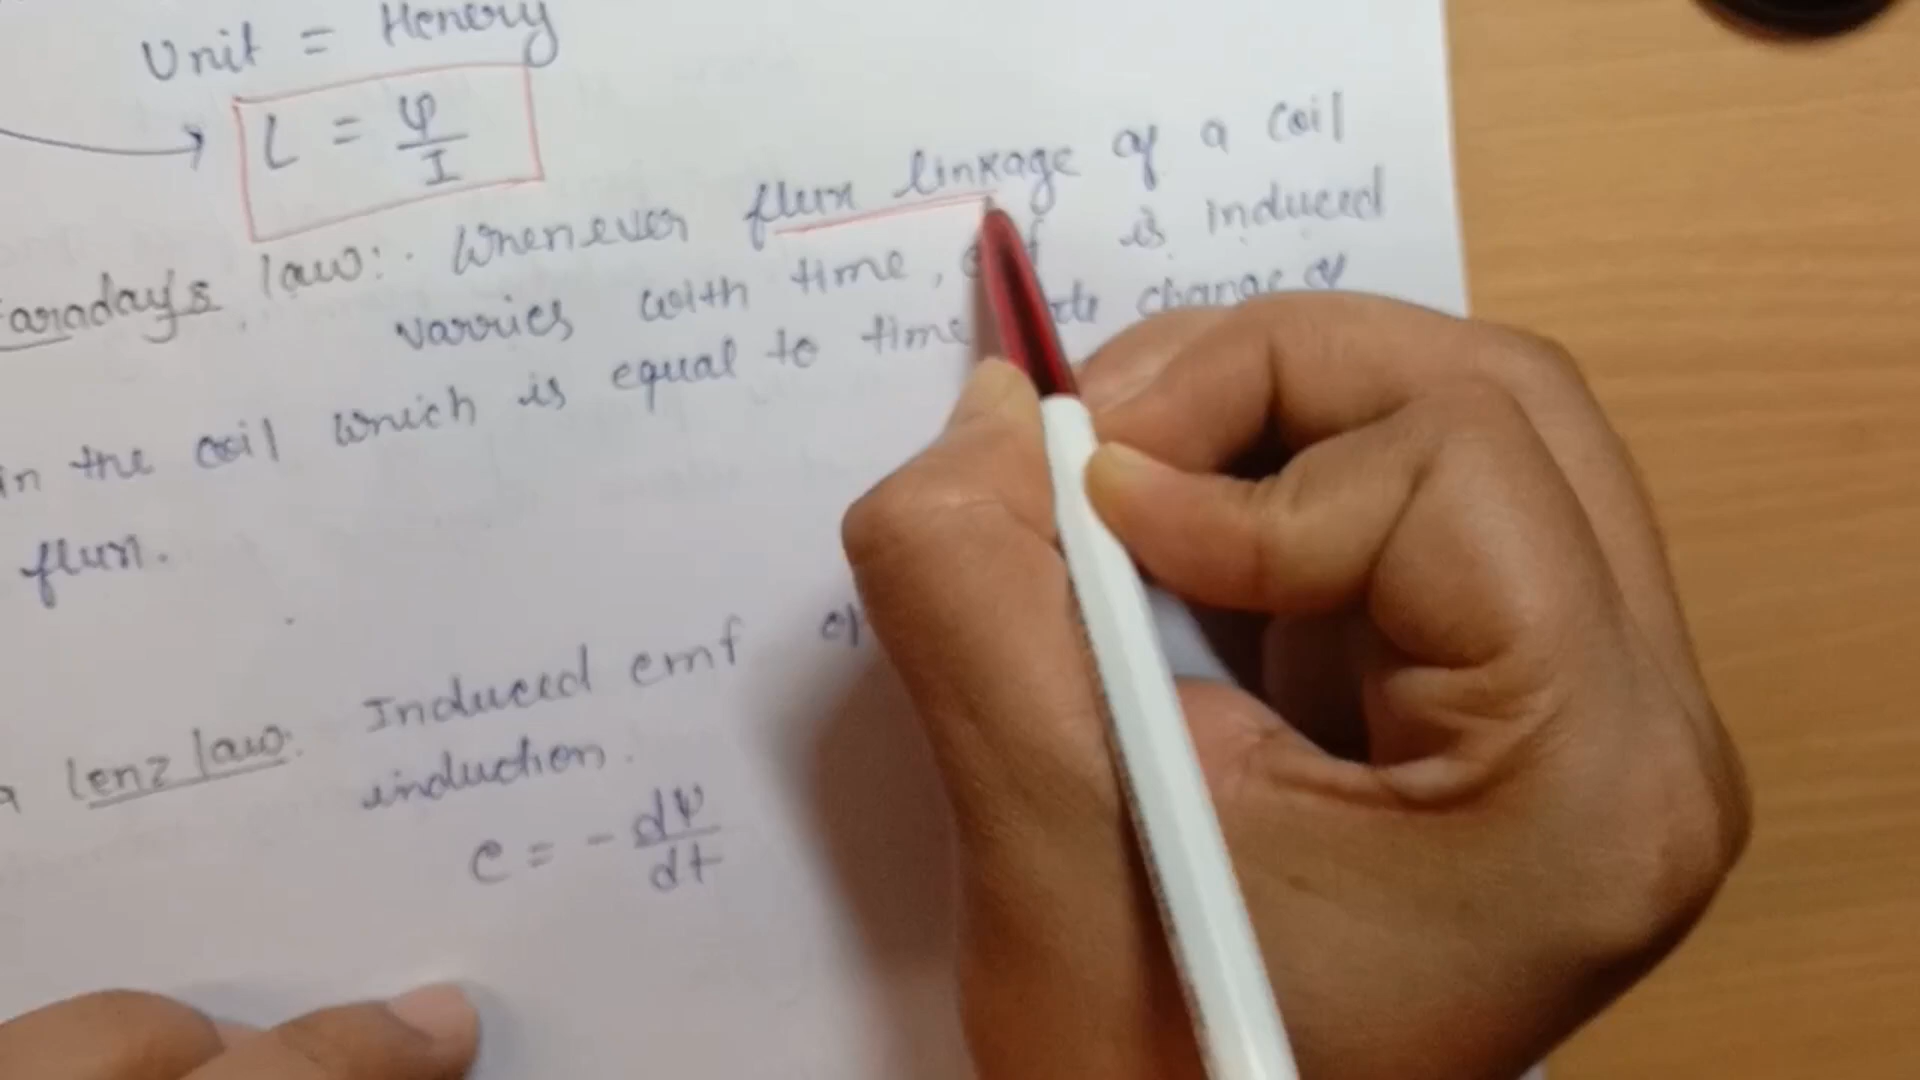 Unit = Henery
L = ψ/I
Faraday's law:. Whenever flux linkage of a coil
varries with time, is induced
in the coil which is equal to time change of
flux.
lenz law. Induced emf
induction.
e = - dψ/dt